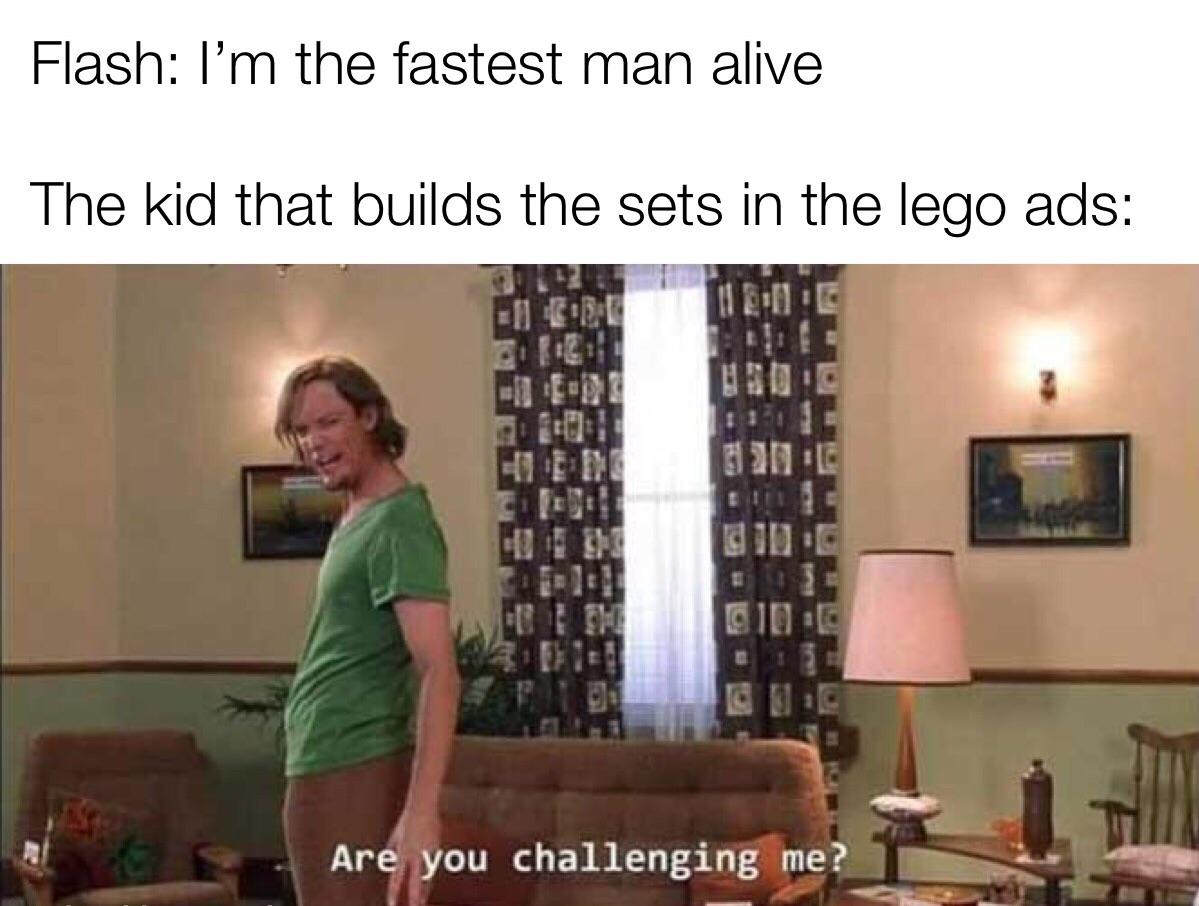 Flash: I’m the fastest man alive
The kid that builds the sets in the lego ads:
Are you challenging me?